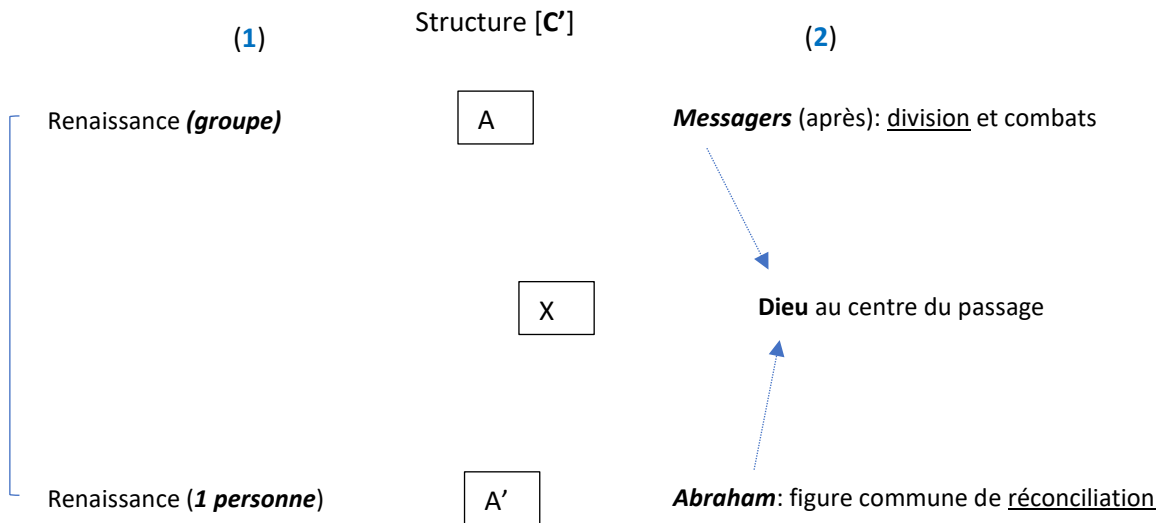 Structure [C’]
(1) (2)
Renaissance (groupe) A Messagers (après): division et combats
X Dieu au centre du passage
Renaissance (1 personne) A’ Abraham: figure commune de réconciliation